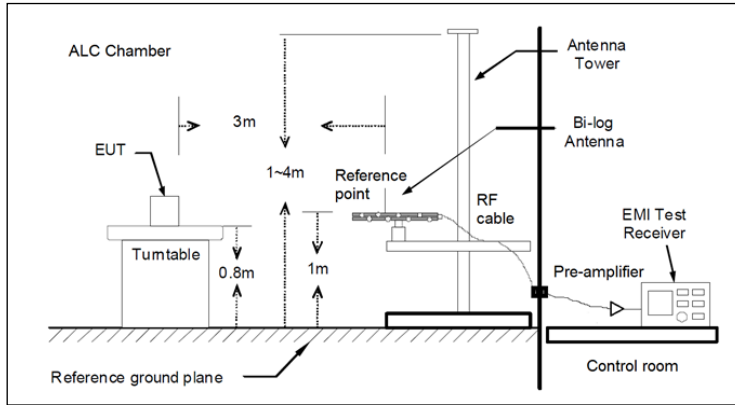 ALC Chamber
Antenna
Tower
3m
Bi-log
Antenna
EUT
1~4m
Reference
point
RF
cable
EMI Test
Receiver
Turntable
0.8m
1m
Pre-amplifier
Reference ground plane
Control room